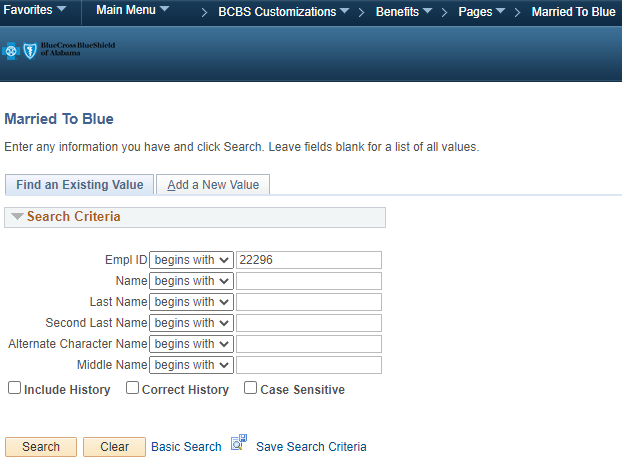 Favorites Main Menu > BCBS Customizations > Benefits > Pages > Married To Blue
BlueCross BlueShield
of Alabama
Married To Blue
Enter any information you have and click Search. Leave fields blank for a list of all values.
Find an Existing Value Add a New Value
Search Criteria
Empl ID begins with 22296
Name begins with
Last Name begins with
Second Last Name begins with
Alternate Character Name begins with
Middle Name begins with
Include History Correct History Case Sensitive
Search Clear Basic Search Save Search Criteria